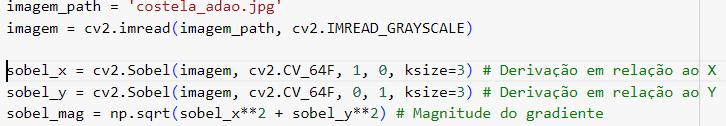 imagem_path = 'costela_adao.jpg'
imagem = cv2.imread(imagem_path, cv2.IMREAD_GRAYSCALE)
sobel_x = cv2.Sobel(imagem, cv2.CV_64F, 1, 0, ksize=3) # Derivação em relação ao X
sobel_y = cv2.Sobel(imagem, cv2.CV_64F, 0, 1, ksize=3) # Derivação em relação ao Y
sobel_mag = np.sqrt(sobel_x**2 + sobel_y**2) # Magnitude do gradiente